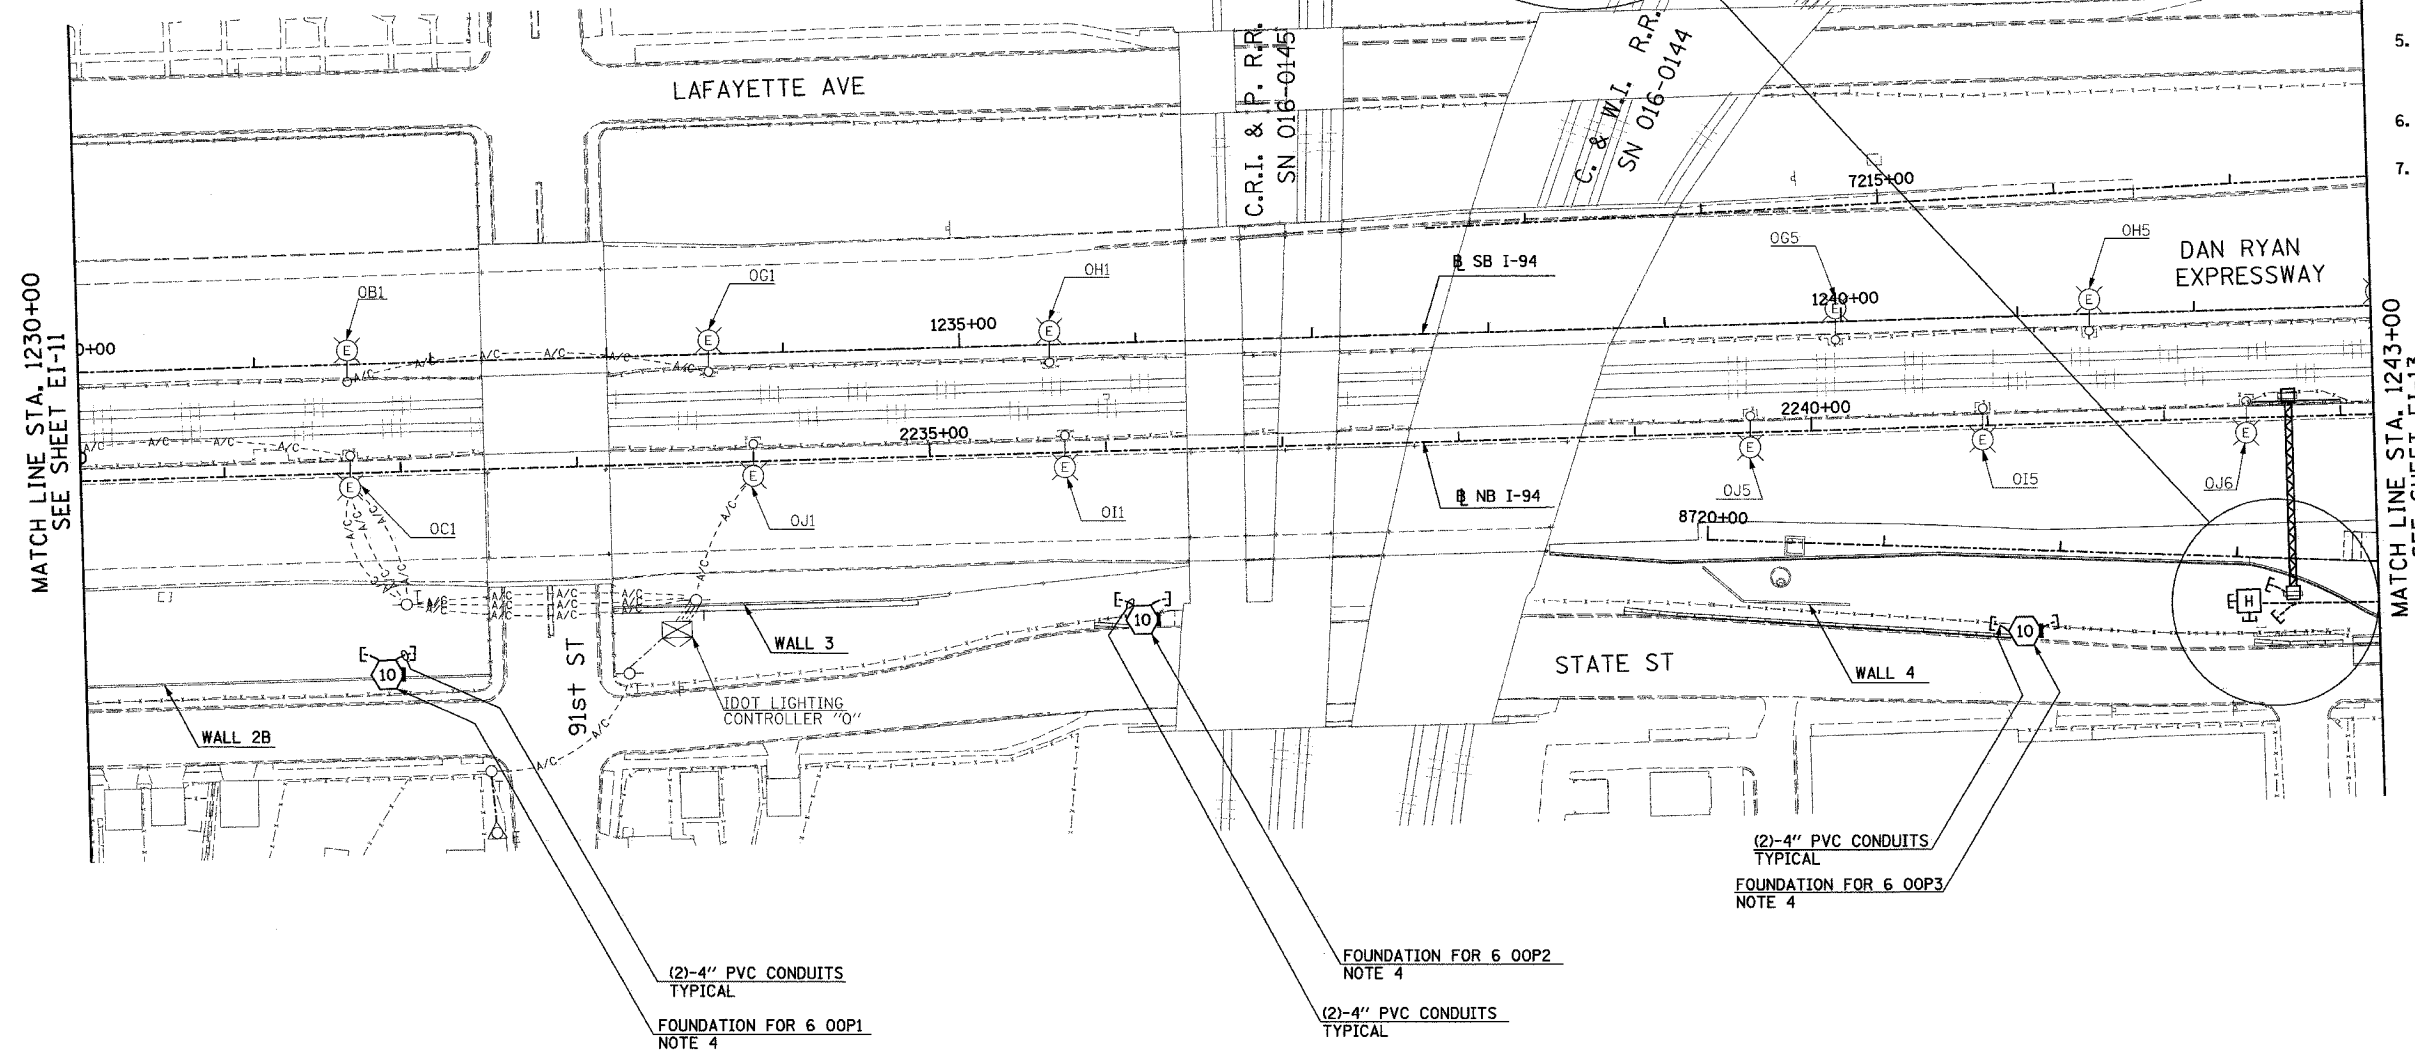 5.
6.
7.
LAFAYETTE AVE
C.R.I. & P. R.R.
SN 016-0145
C. & W.I. R.R.
SN 016-0144
7215+00
OG5
OH5
DAN RYAN
EXPRESSWAY
OB1
OG1
OH1
℄ SB I-94
1240+00
1235+00
0+00
MATCH LINE STA. 1230+00
SEE SHEET EI-11
MATCH LINE STA. 1243+00
E
E
E
E
E
A/C
A/C
A/C
A/C
A/C
A/C
A/C
A/C
A/C
2235+00
2240+00
E
E
E
E
E
E
OC1
OJ1
OI1
℄ NB I-94
OJ5
OI5
OJ6
8720+00
A/C
A/C
A/C
A/C
A/C
A/C
A/C
A/C
A/C
A/C
H
10
10
10
WALL 3
WALL 4
STATE ST
91st ST
IDOT LIGHTING
CONTROLLER "O"
WALL 2B
A/C
A/C
(2)-4" PVC CONDUITS
TYPICAL
FOUNDATION FOR 6 OOP3
NOTE 4
(2)-4" PVC CONDUITS
TYPICAL
FOUNDATION FOR 6 OOP1
NOTE 4
FOUNDATION FOR 6 OOP2
NOTE 4
(2)-4" PVC CONDUITS
TYPICAL